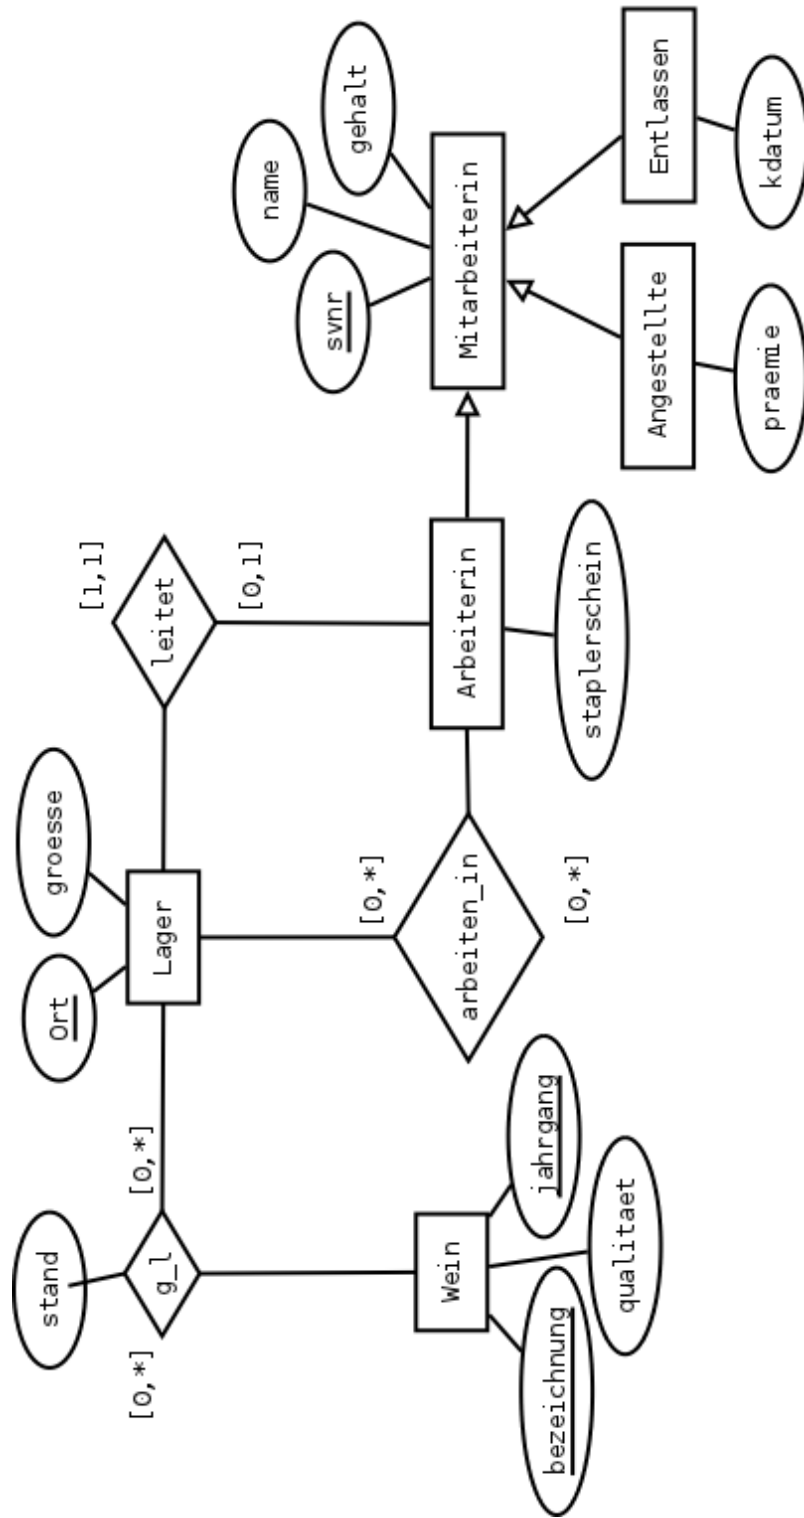 stand
[0,*]
g_l
[0,*]
Ort
groesse
Lager
leitet
[1,1]
[0,1]
svnr
name
gehalt
Mitarbeiterin
Wein
bezeichnung
jahrgang
qualitaet
[0,*]
arbeiten_in
[0,*]
Arbeiterin
staplerschein
Angestellte
praemie
Entlassen
kdatum